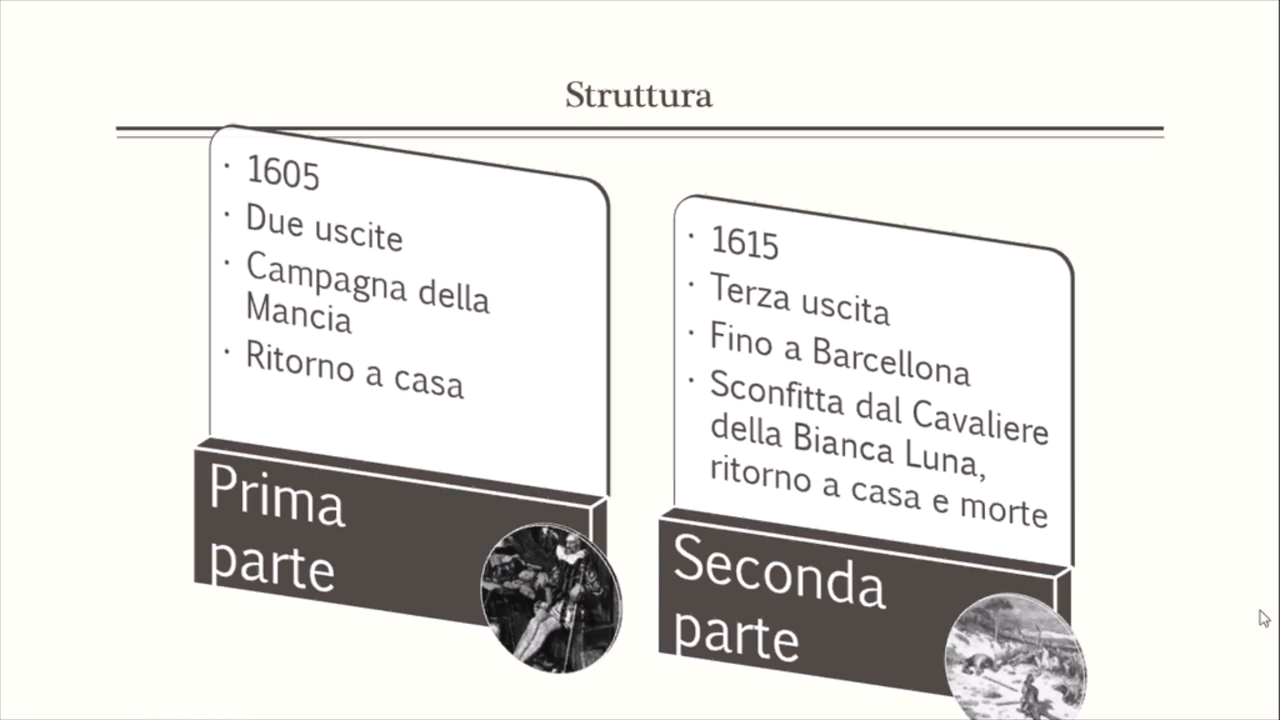 Struttura
· 1605
· Due uscite
· Campagna della
Mancia
· Ritorno a casa
Prima
parte
· 1615
· Terza uscita
· Fino a Barcellona
· Sconfitta dal Cavaliere
della Bianca Luna,
ritorno a casa e morte
Seconda
parte